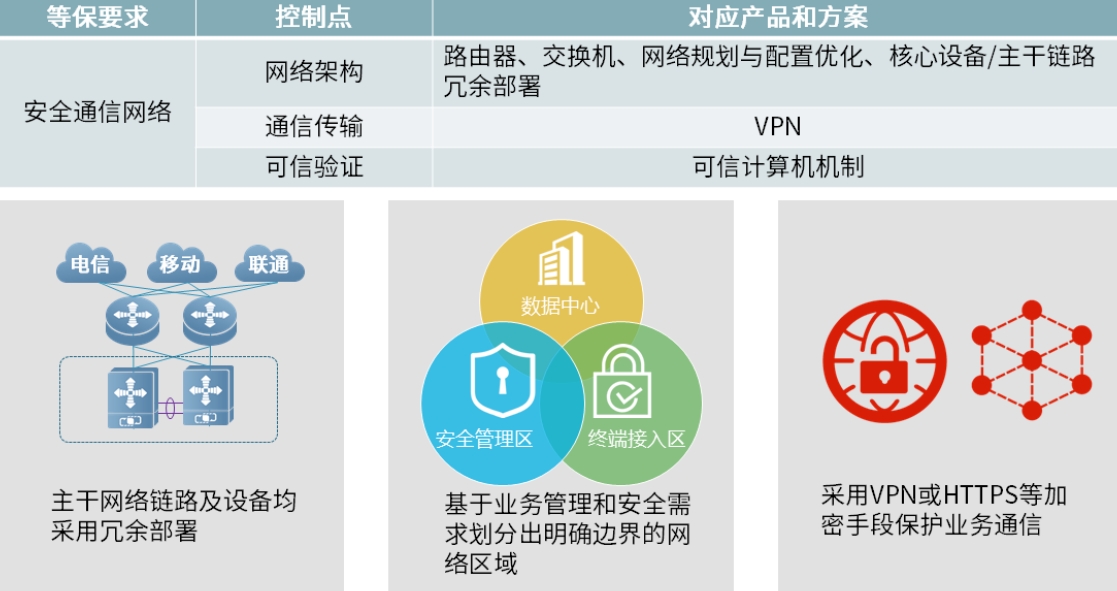 等保要求 控制点 对应产品和方案
安全通信网络
网络架构
路由器、交换机、网络规划与配置优化、核心设备/主干链路
冗余部署
通信传输 VPN
可信验证 可信计算机机制
电信 移动 联通
主干网络链路及设备均
采用冗余部署
数据中心
安全管理区 终端接入区
基于业务管理和安全需
求划分出明确边界的网
络区域
采用VPN或HTTPS等加
密手段保护业务通信